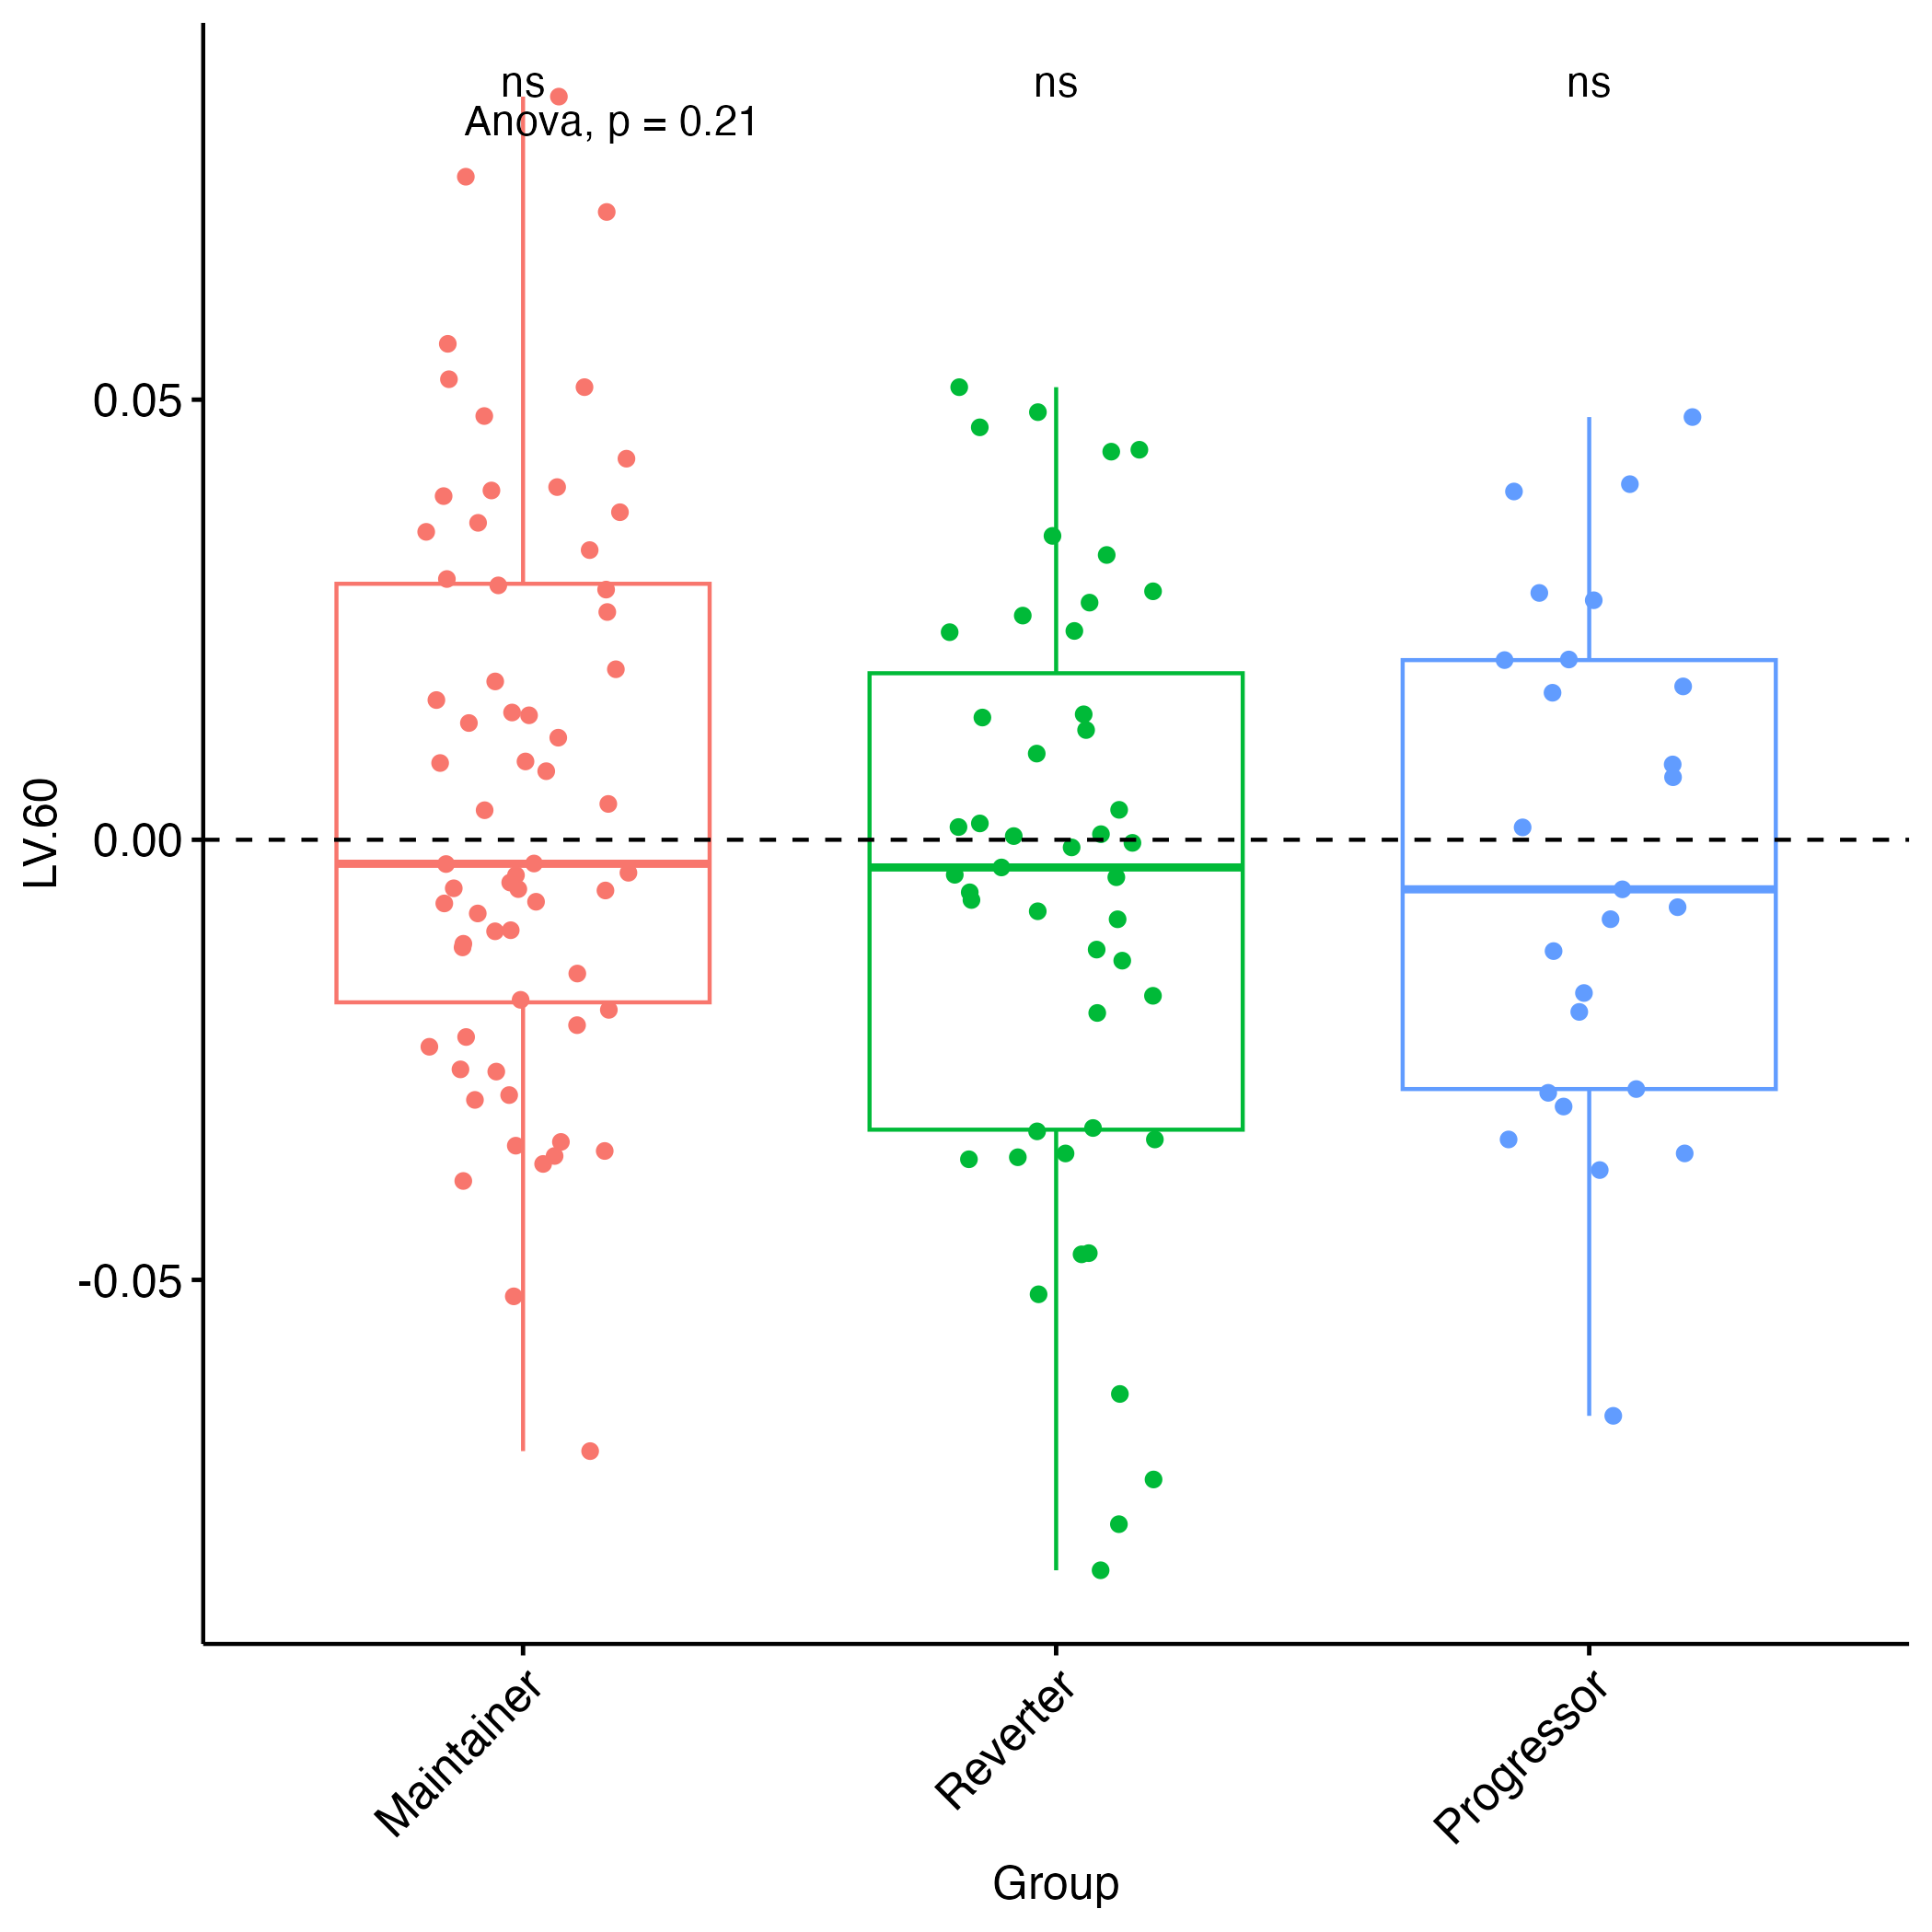 ns ns ns
Anova, p = 0.21
0.05
0.00
-0.05
LV.60
Maintainer
Reverter
Progressor
Group